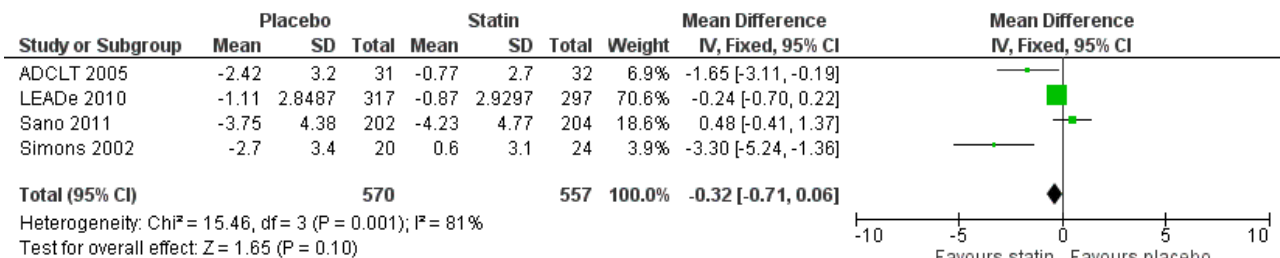 Placebo Statin Mean Difference Mean Difference
Study or Subgroup Mean SD Total Mean SD Total Weight IV, Fixed, 95% CI IV, Fixed, 95% CI
ADCLT 2005 -2.42 3.2 31 -0.77 2.7 32 6.9% -1.65 [-3.11, -0.19]
LEADe 2010 -1.11 2.8487 317 -0.87 2.9297 297 70.6% -0.24 [-0.70, 0.22]
Sano 2011 -3.75 4.38 202 -4.23 4.77 204 18.6% 0.48 [-0.41, 1.37]
Simons 2002 -2.7 3.4 20 0.6 3.1 24 3.9% -3.30 [-5.24, -1.36]
Total (95% CI) 570 557 100.0% -0.32 [-0.71, 0.06]
Heterogeneity: Chi² = 15.46, df = 3 (P = 0.001); I² = 81%
Test for overall effect: Z = 1.65 (P = 0.10)
-10 -5 0 5 10
Favours statin Favours placebo